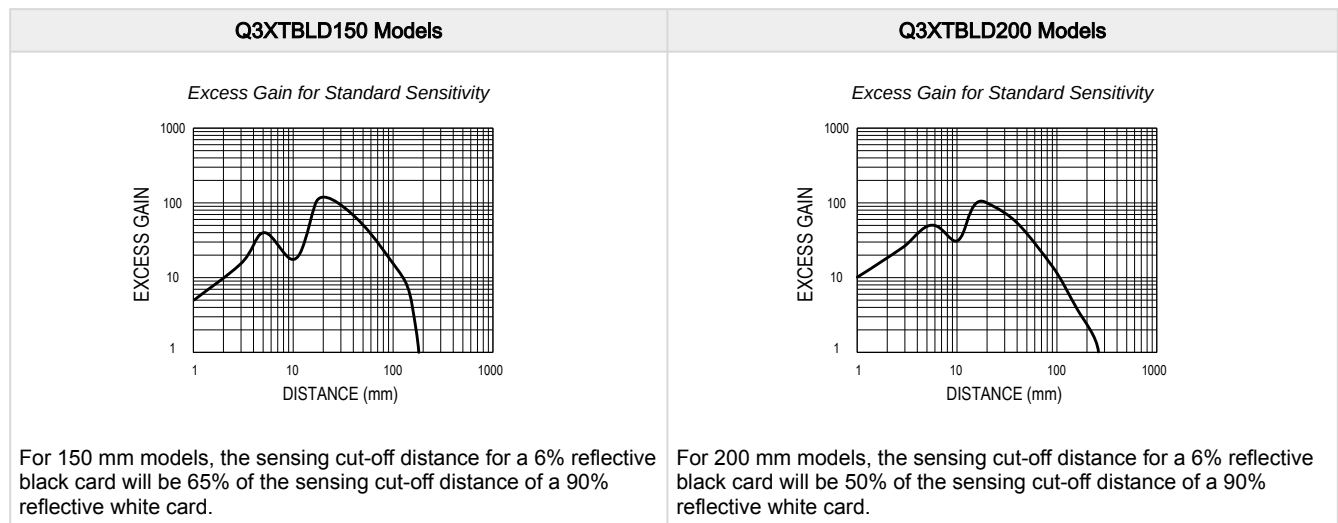 Q3XTBLD150 Models
Excess Gain for Standard Sensitivity
1000
100
10
1
EXCESS GAIN
1
10
100
1000
DISTANCE (mm)
For 150 mm models, the sensing cut-off distance for a 6% reflective
black card will be 65% of the sensing cut-off distance of a 90%
reflective white card.
Q3XTBLD200 Models
Excess Gain for Standard Sensitivity
1000
100
10
1
EXCESS GAIN
1
10
100
1000
DISTANCE (mm)
For 200 mm models, the sensing cut-off distance for a 6% reflective
black card will be 50% of the sensing cut-off distance of a 90%
reflective white card.